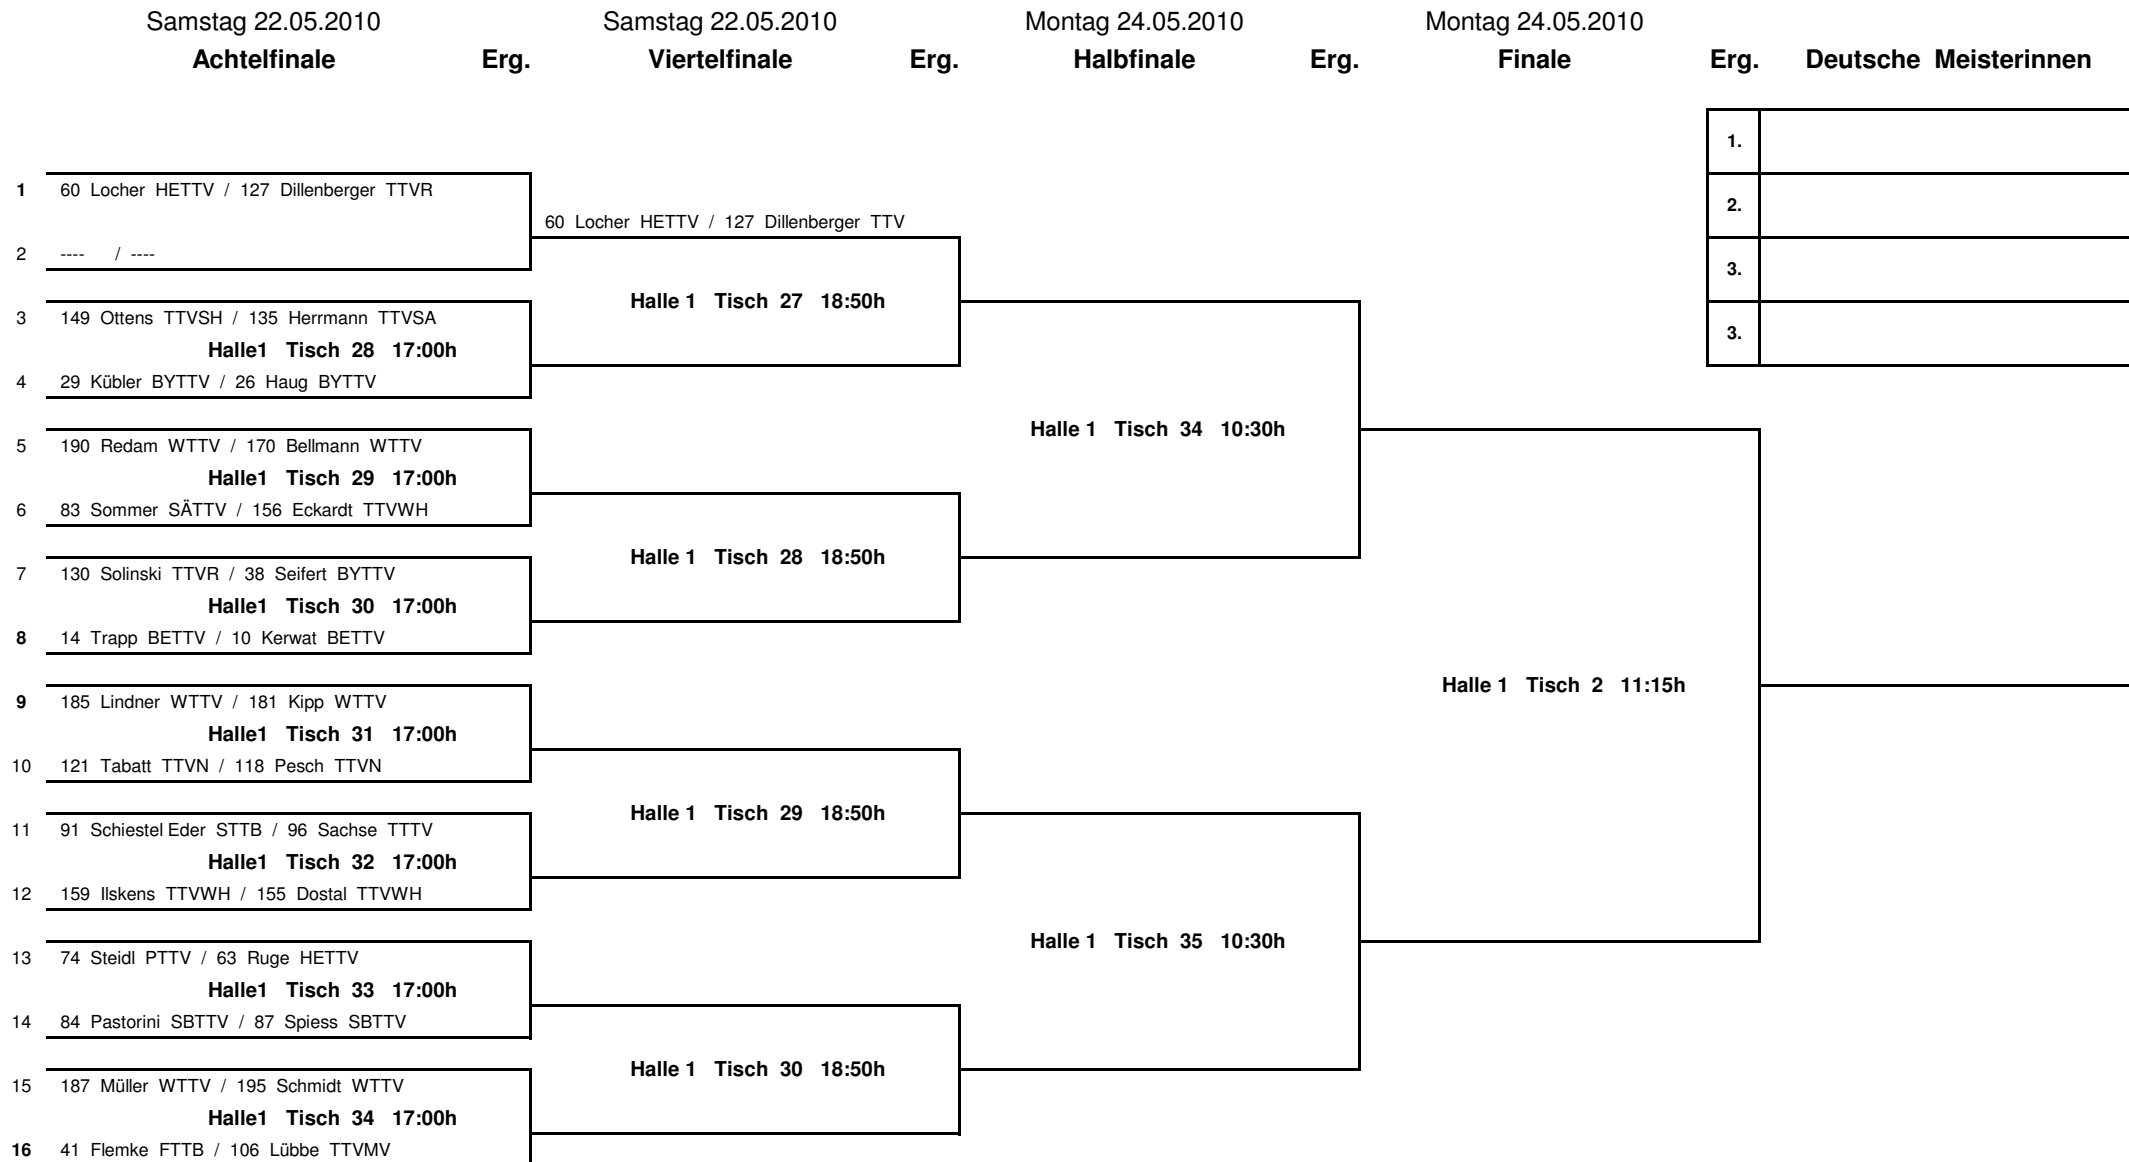 Samstag 22.05.2010 Samstag 22.05.2010 Montag 24.05.2010 Montag 24.05.2010
Achtelfinale Erg. Viertelfinale Erg. Halbfinale Erg. Finale Erg. Deutsche Meisterinnen
1.
1 60 Locher HETTV / 127 Dillenberger TTVR
2.
60 Locher HETTV / 127 Dillenberger TTV
2 ---- / ----
3.
Halle 1 Tisch 27 18:50h
3 149 Ottens TTVSH / 135 Herrmann TTVSA
3.
Halle1 Tisch 28 17:00h
4 29 Kübler BYTTV / 26 Haug BYTTV
Halle 1 Tisch 34 10:30h
5 190 Redam WTTV / 170 Bellmann WTTV
Halle1 Tisch 29 17:00h
6 83 Sommer SÄTTV / 156 Eckardt TTVWH
Halle 1 Tisch 28 18:50h
7 130 Solinski TTVR / 38 Seifert BYTTV
Halle1 Tisch 30 17:00h
8 14 Trapp BETTV / 10 Kerwat BETTV
Halle 1 Tisch 2 11:15h
9 185 Lindner WTTV / 181 Kipp WTTV
Halle1 Tisch 31 17:00h
10 121 Tabatt TTVN / 118 Pesch TTVN
Halle 1 Tisch 29 18:50h
11 91 Schiestel Eder STTB / 96 Sachse TTTV
Halle1 Tisch 32 17:00h
12 159 Ilskens TTVWH / 155 Dostal TTVWH
Halle 1 Tisch 35 10:30h
13 74 Steidl PTTV / 63 Ruge HETTV
Halle1 Tisch 33 17:00h
14 84 Pastorini SBTTV / 87 Spiess SBTTV
Halle 1 Tisch 30 18:50h
15 187 Müller WTTV / 195 Schmidt WTTV
Halle1 Tisch 34 17:00h
16 41 Flemke FTTB / 106 Lübbe TTVMV